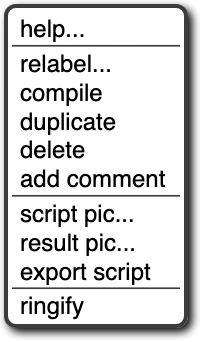 help...
relabel...
compile
duplicate
delete
add comment
script pic...
result pic...
export script
ringify